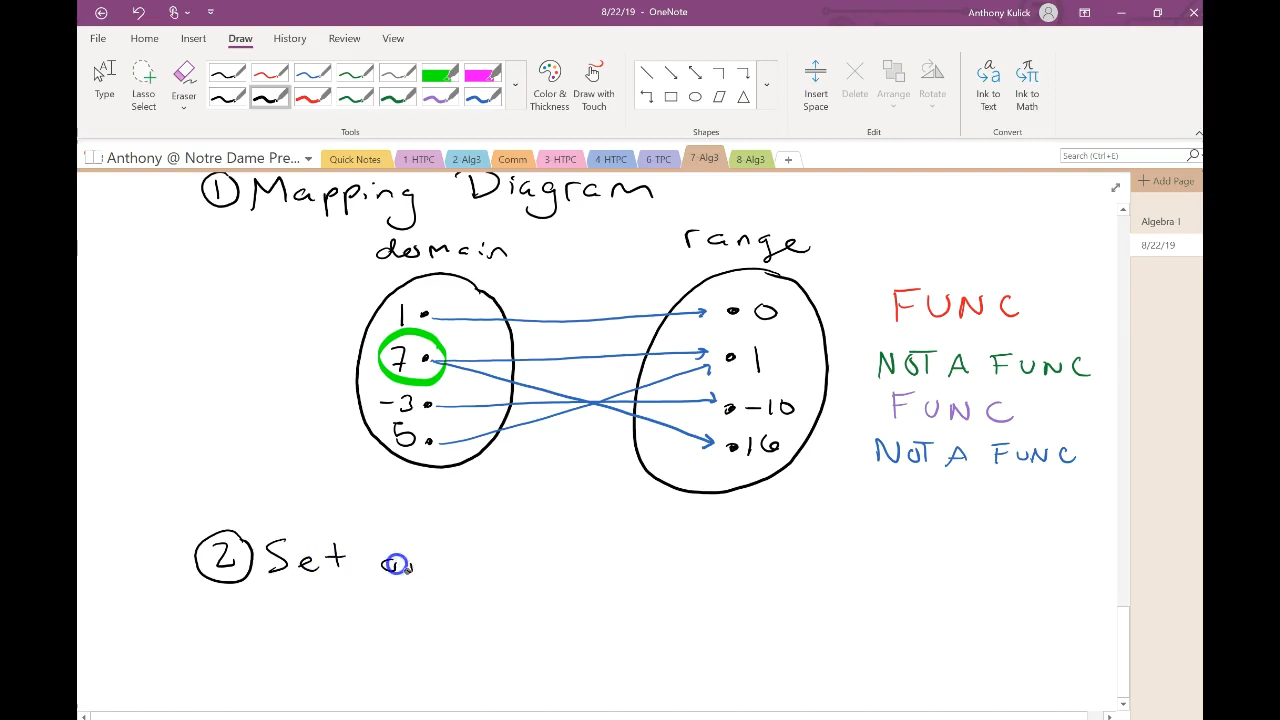 8/22/19 - OneNote
Anthony Kulick
File Home Insert Draw History Review View
Type
Lasso Select
Eraser
Color & Thickness
Draw with Touch
Insert Space
Delete
Arrange
Rotate
Ink to Text
Ink to Math
Tools Shapes Edit Convert
Anthony @ Notre Dame Pre...
Quick Notes 1 HTPC 2 Alg3 Comm 3 HTPC 4 HTPC 6 TPC 7 Alg3 8 Alg3 +
Search (Ctrl+E)
+ Add Page
Algebra I
8/22/19
1 Mapping Diagram
domain range
1 0 FUNC
7 1 NOT A FUNC
-3 -10 FUNC
5 16 NOT A FUNC
2 Set